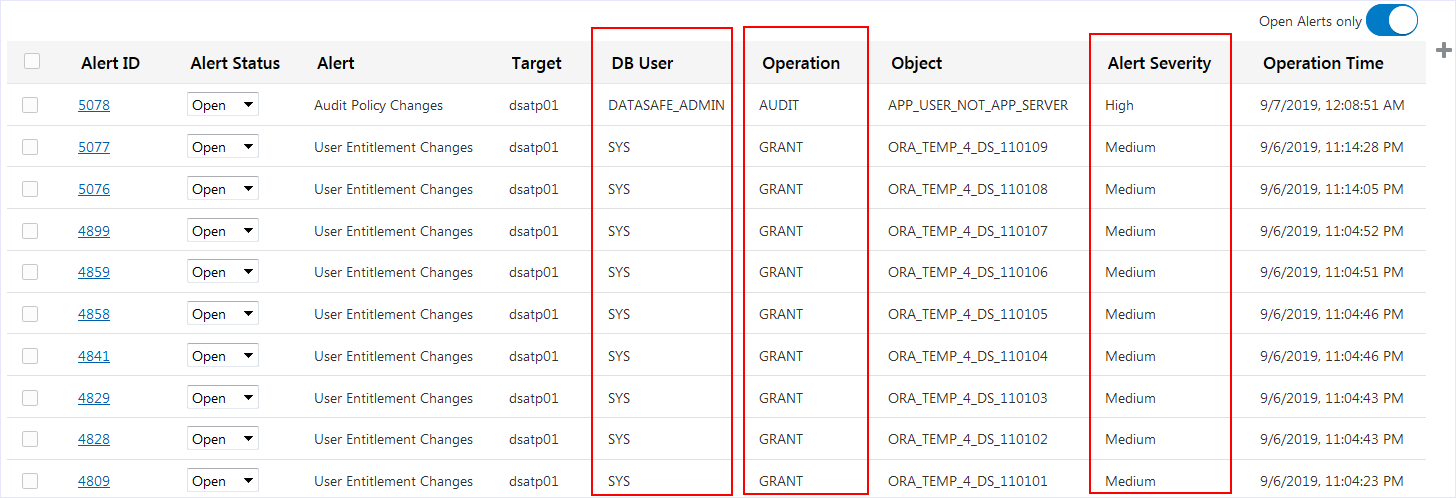 Open Alerts only
Alert ID Alert Status Alert Target DB User Operation Object Alert Severity Operation Time
5078 Open Audit Policy Changes dsatp01 DATASAFE_ADMIN AUDIT APP_USER_NOT_APP_SERVER High 9/7/2019, 12:08:51 AM
5077 Open User Entitlement Changes dsatp01 SYS GRANT ORA_TEMP_4_DS_110109 Medium 9/6/2019, 11:14:28 PM
5076 Open User Entitlement Changes dsatp01 SYS GRANT ORA_TEMP_4_DS_110108 Medium 9/6/2019, 11:14:05 PM
4899 Open User Entitlement Changes dsatp01 SYS GRANT ORA_TEMP_4_DS_110107 Medium 9/6/2019, 11:04:52 PM
4859 Open User Entitlement Changes dsatp01 SYS GRANT ORA_TEMP_4_DS_110106 Medium 9/6/2019, 11:04:51 PM
4858 Open User Entitlement Changes dsatp01 SYS GRANT ORA_TEMP_4_DS_110105 Medium 9/6/2019, 11:04:46 PM
4841 Open User Entitlement Changes dsatp01 SYS GRANT ORA_TEMP_4_DS_110104 Medium 9/6/2019, 11:04:46 PM
4829 Open User Entitlement Changes dsatp01 SYS GRANT ORA_TEMP_4_DS_110103 Medium 9/6/2019, 11:04:43 PM
4828 Open User Entitlement Changes dsatp01 SYS GRANT ORA_TEMP_4_DS_110102 Medium 9/6/2019, 11:04:43 PM
4809 Open User Entitlement Changes dsatp01 SYS GRANT ORA_TEMP_4_DS_110101 Medium 9/6/2019, 11:04:23 PM